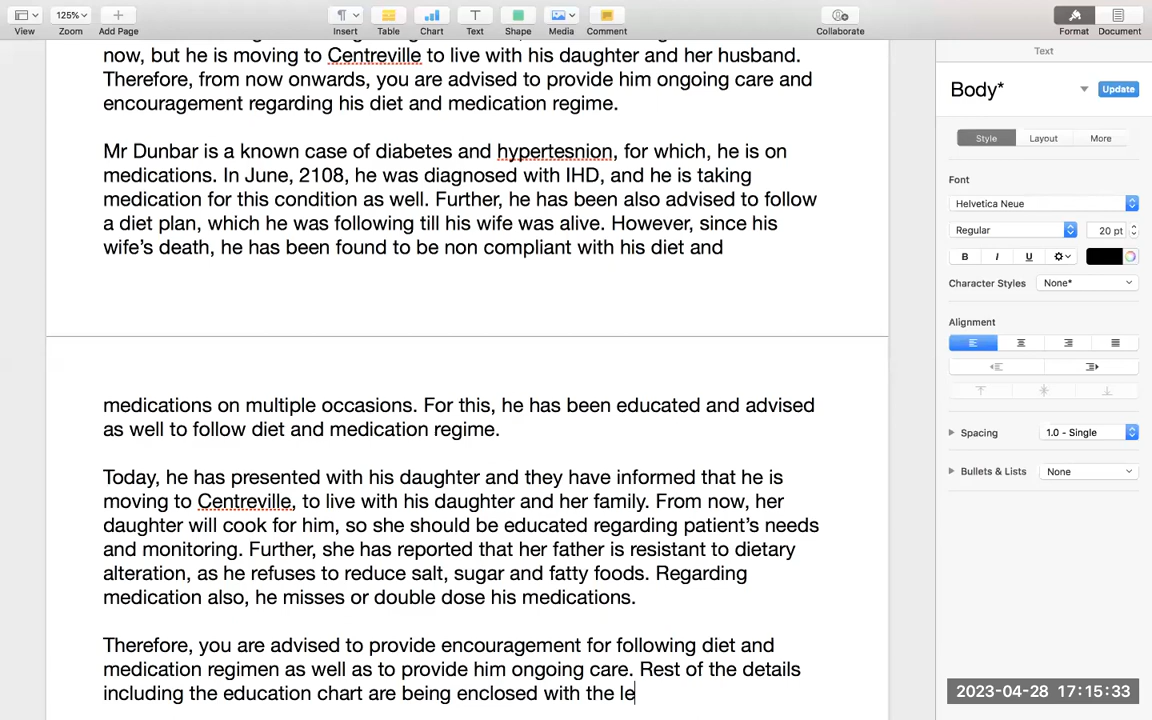 View
125%
Zoom
Add Page
Insert
Table
Chart
Text
Shape
Media
Comment
Collaborate
Format
Document
now, but he is moving to Centreville to live with his daughter and her husband.
Therefore, from now onwards, you are advised to provide him ongoing care and
encouragement regarding his diet and medication regime.
Mr Dunbar is a known case of diabetes and hypertesnion, for which, he is on
medications. In June, 2108, he was diagnosed with IHD, and he is taking
medication for this condition as well. Further, he has been also advised to follow
a diet plan, which he was following till his wife was alive. However, since his
wife’s death, he has been found to be non compliant with his diet and
medications on multiple occasions. For this, he has been educated and advised
as well to follow diet and medication regime.
Today, he has presented with his daughter and they have informed that he is
moving to Centreville, to live with his daughter and her family. From now, her
daughter will cook for him, so she should be educated regarding patient’s needs
and monitoring. Further, she has reported that her father is resistant to dietary
alteration, as he refuses to reduce salt, sugar and fatty foods. Regarding
medication also, he misses or double dose his medications.
Therefore, you are advised to provide encouragement for following diet and
medication regimen as well as to provide him ongoing care. Rest of the details
including the education chart are being enclosed with the le
Text
Body*
Update
Style
Layout
More
Font
Helvetica Neue
Regular
20 pt
B I U
Character Styles
None*
Alignment
Spacing
1.0 - Single
Bullets & Lists
None
2023-04-28 17:15:33